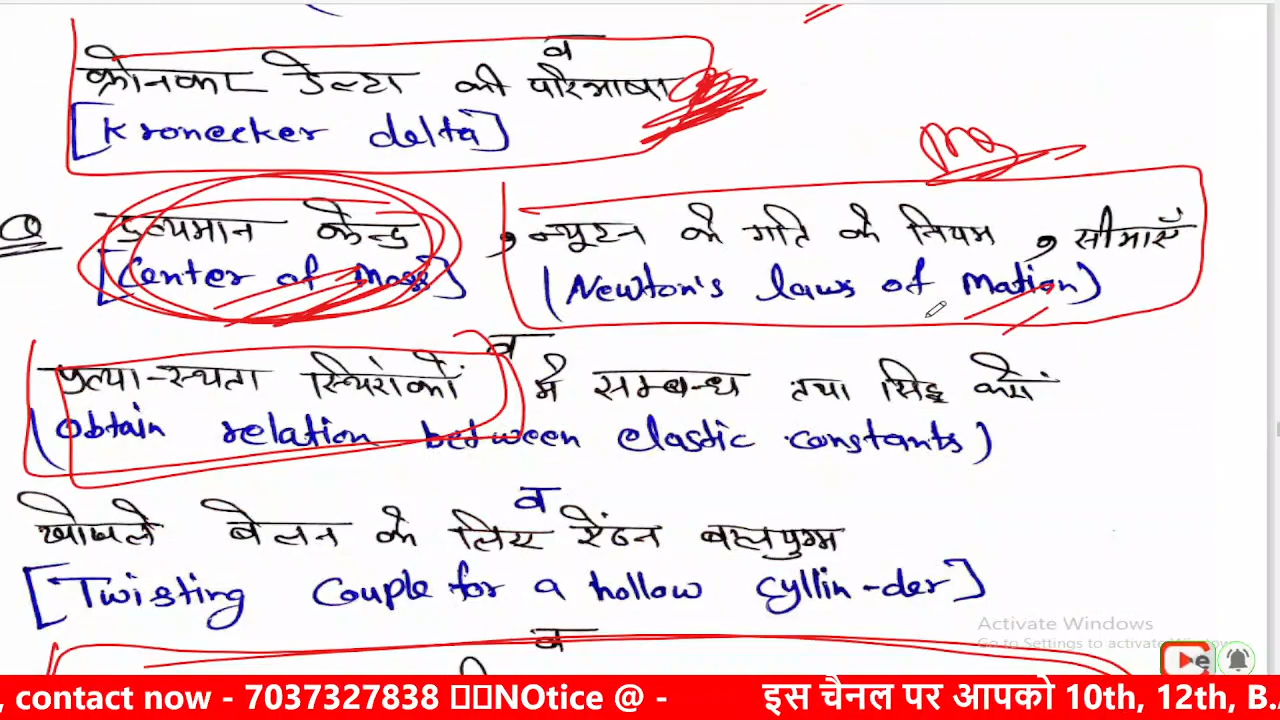 व
क्रोनकर डेल्टा की परिभाषा
[Kronecker delta]
Q द्रव्यमान केन्द्र, न्यूटन के गति के नियम, सीमाएँ
[Center of mass] (Newton's laws of Mation)
व
प्रत्या-स्थता स्थिरांकों में सम्बन्ध तथा सिद्ध करों
(obtain relation between elastic constants)
व
खोखले बेलन के लिए ऐंठन बलयुग्म
[Twisting Couple for a hollow cyllin-der]
व
Activate Windows
Go to Settings to activate Windows
, contact now - 7037327838 NOtice @ - इस चैनल पर आपको 10th, 12th, B.